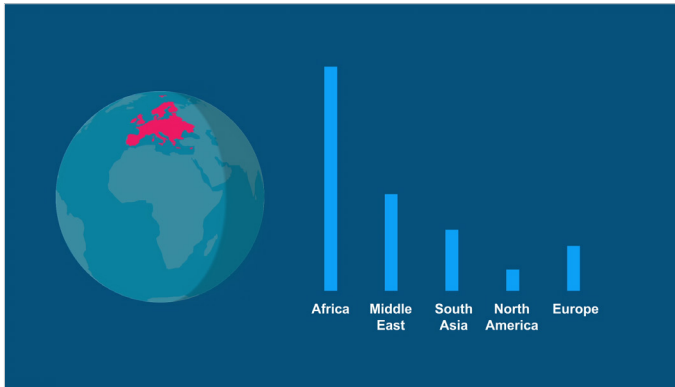 Africa
Middle
East
South
Asia
North
America
Europe